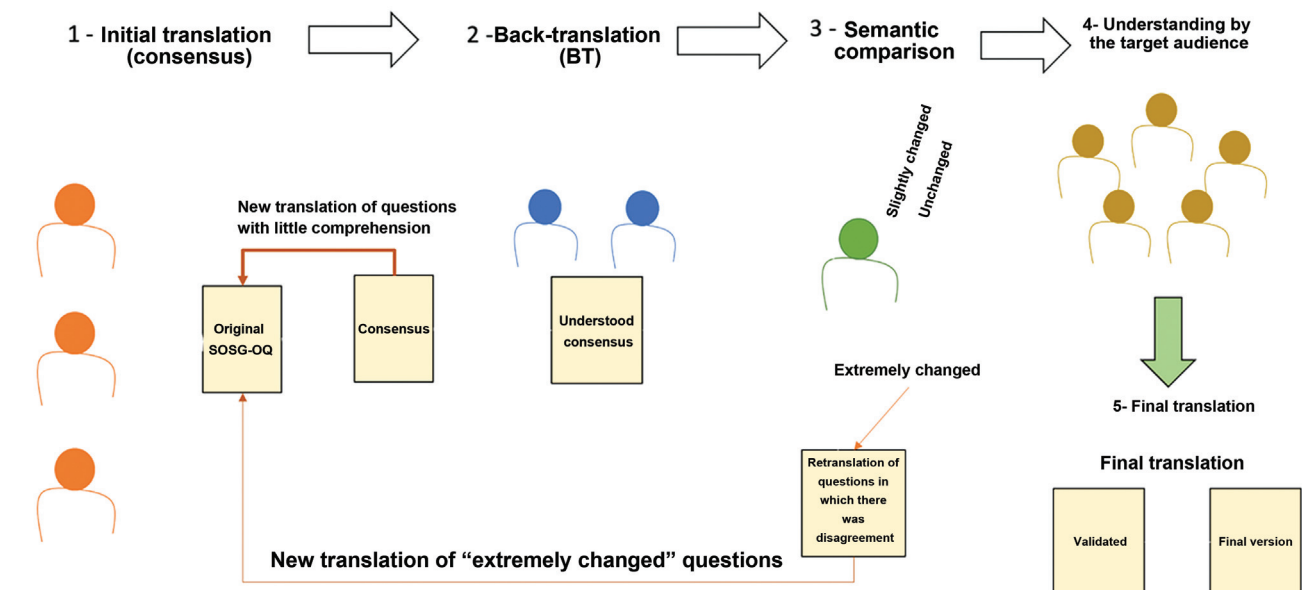 1 - Initial translation
(consensus)
2 -Back-translation
(BT)
3 - Semantic
comparison
4- Understanding by
the target audience
New translation of questions
with little comprehension
Original
SOSG-OQ
Consensus
Understood
consensus
Slightly changed
Unchanged
Extremely changed
Retranslation of
questions in
which there
was
disagreement
New translation of “extremely changed” questions
5- Final translation
Final translation
Validated
Final version